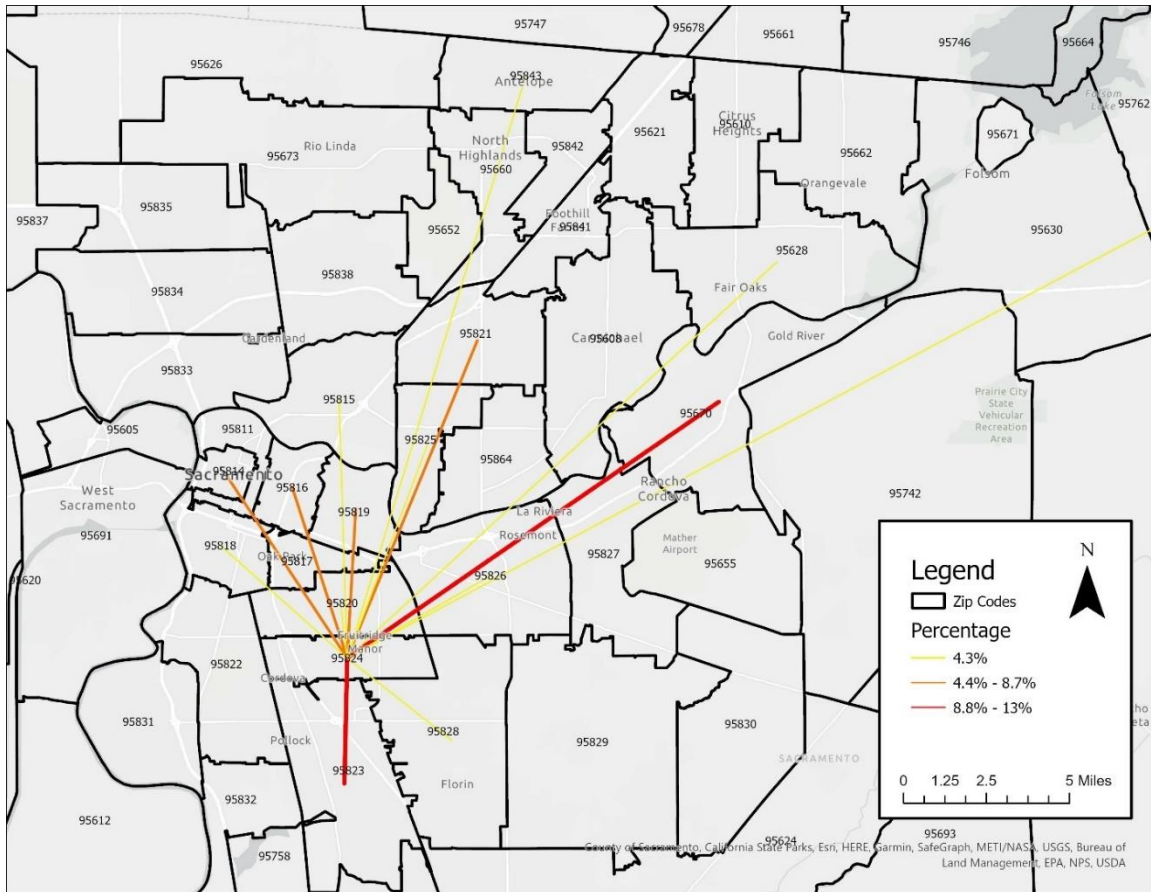 95747
95678
95661
95746
95664
95626
95843
Antelope
95762
Folsom
Lake
95621
Citrus
95610
Heights
95671
Rio Linda
North
Highlands
95842
95673
95660
95662
Folsom
Orangevale
95837
95835
95652
Foothill
Farms
95841
95630
95838
95628
95834
Fair Oaks
95821
Gardenland
Carmichael
95608
Gold River
95833
95815
95670
Prairie City
State
Vehicular
Recreation
Area
95605
95811
95825
95864
95814
Sacramento
95816
West
Sacramento
Rancho
Cordova
95742
95819
La Riviera
95691
95818
Oak Park
95817
Rosemont
Mather
Airport
95827
95655
95620
95826
95820
Fruitridge
Manor
95824
95822
Cordova
95831
95828
95830
Pollock
95829
SACRAMENTO
95823
Florin
95832
95612
95758
95624
95693
Legend
Zip Codes
Percentage
4.3%
4.4% - 8.7%
8.8% - 13%
N
0 1.25 2.5 5 Miles
County of Sacramento, California State Parks, Esri, HERE, Garmin, SafeGraph, METI/NASA, USGS, Bureau of
Land Management, EPA, NPS, USDA